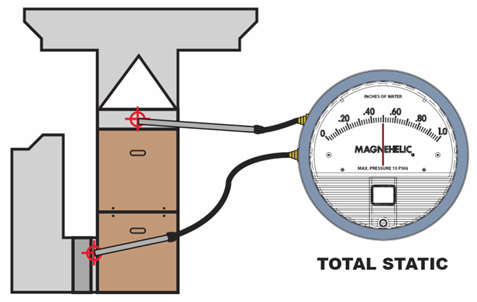 INCHES OF WATER
0 .20 .40 .60 .80 1.0
MAGNEHELIC®
MAX. PRESSURE 15 PSIG
TOTAL STATIC